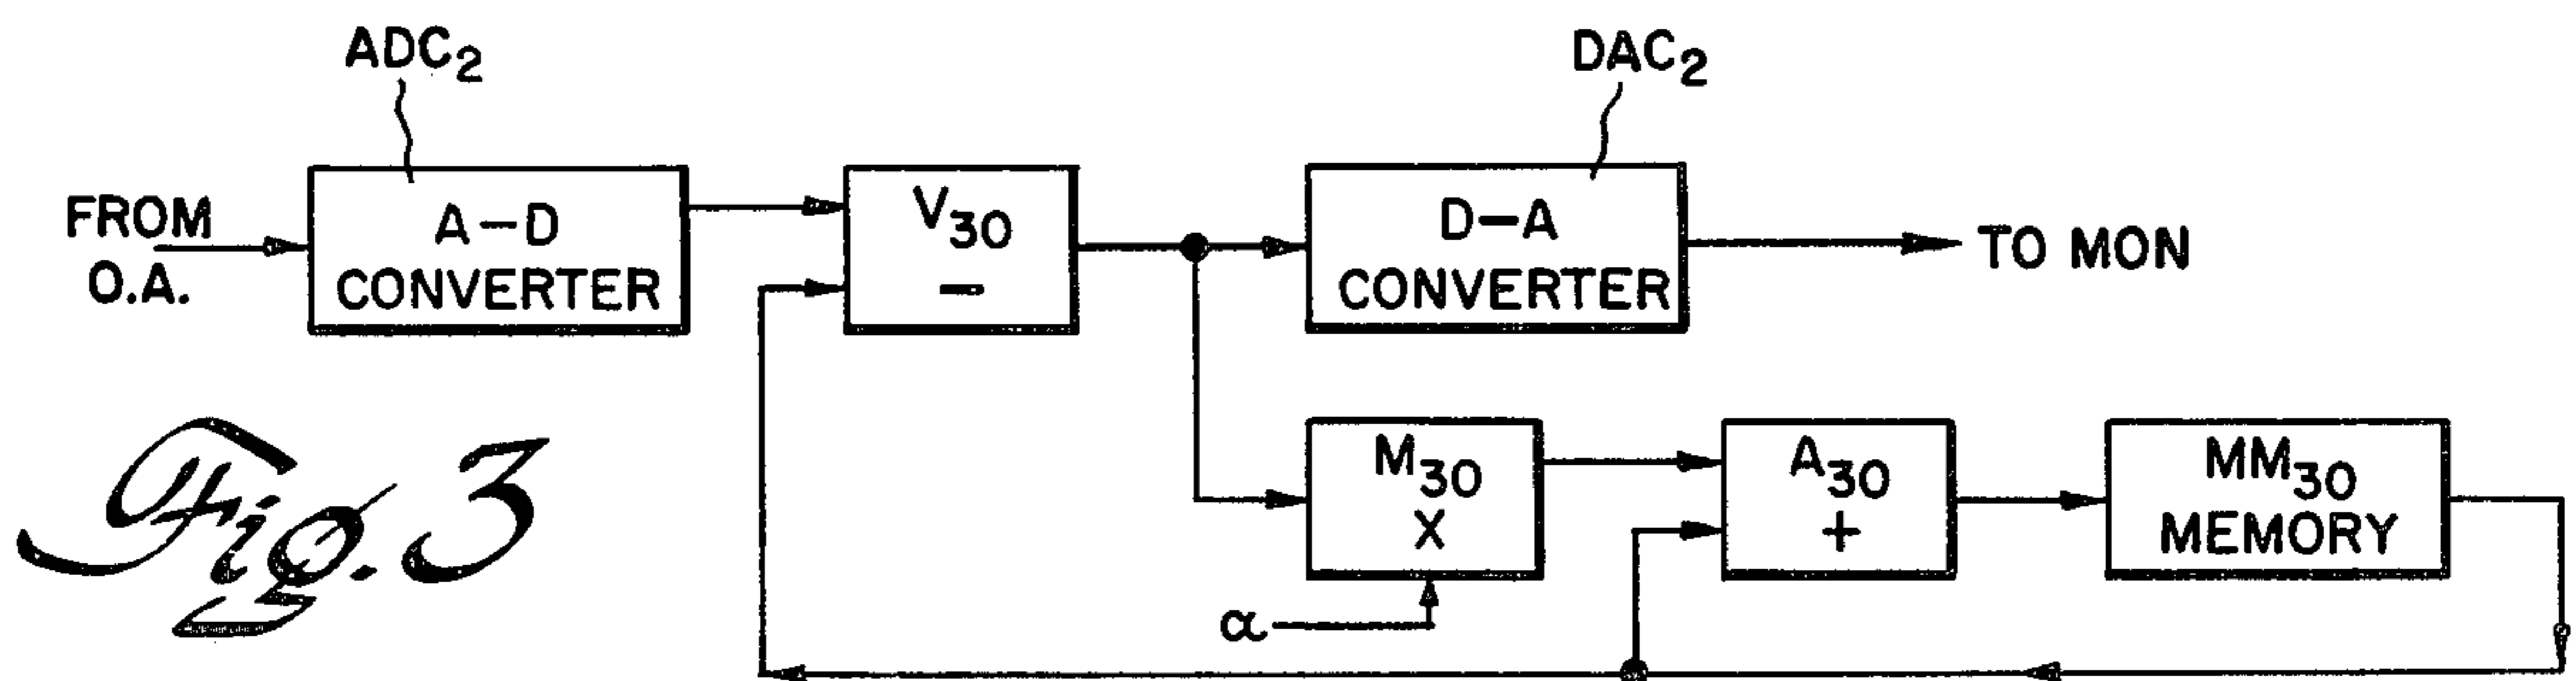 ADC₂
DAC₂
FROM
O.A.
A-D
CONVERTER
V₃₀
-
D-A
CONVERTER
TO MON
M₃₀
X
A₃₀
+
MM₃₀
MEMORY
α
Fig. 3